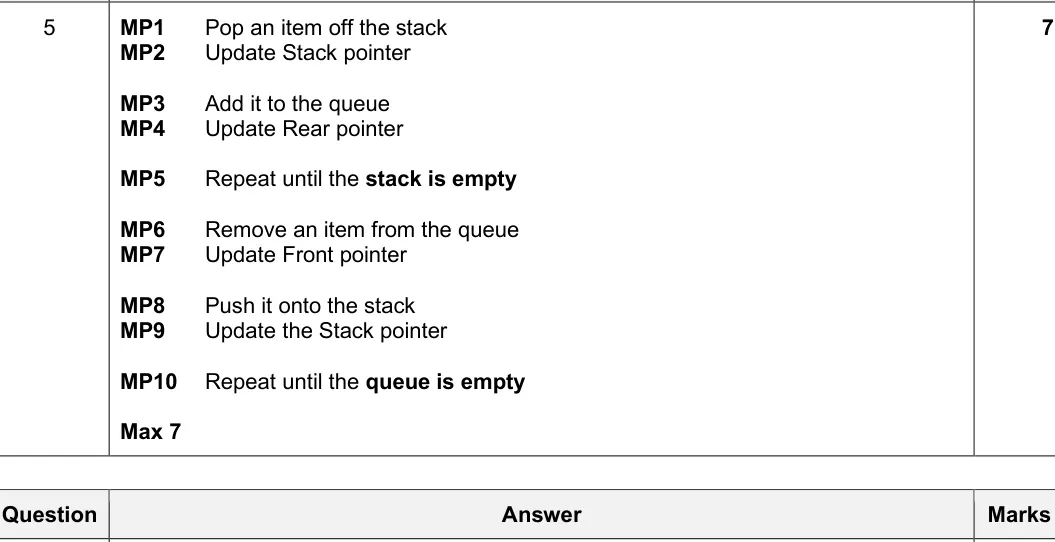 5 MP1 Pop an item off the stack 7
MP2 Update Stack pointer
MP3 Add it to the queue
MP4 Update Rear pointer
MP5 Repeat until the stack is empty
MP6 Remove an item from the queue
MP7 Update Front pointer
MP8 Push it onto the stack
MP9 Update the Stack pointer
MP10 Repeat until the queue is empty
Max 7
Question Answer Marks